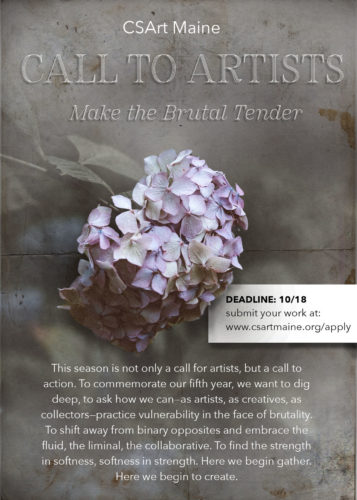 CSArt Maine
CALL TO ARTISTS
Make the Brutal Tender
DEADLINE: 10/18
submit your work at:
www.csartmaine.org/apply
This season is not only a call for artists, but a call to
action. To commemorate our fifth year, we want to dig
deep, to ask how we can—as artists, as creatives, as
collectors—practice vulnerability in the face of brutality.
To shift away from binary opposites and embrace the
fluid, the liminal, the collaborative. To find the strength
in softness, softness in strength. Here we begin gather.
Here we begin to create.